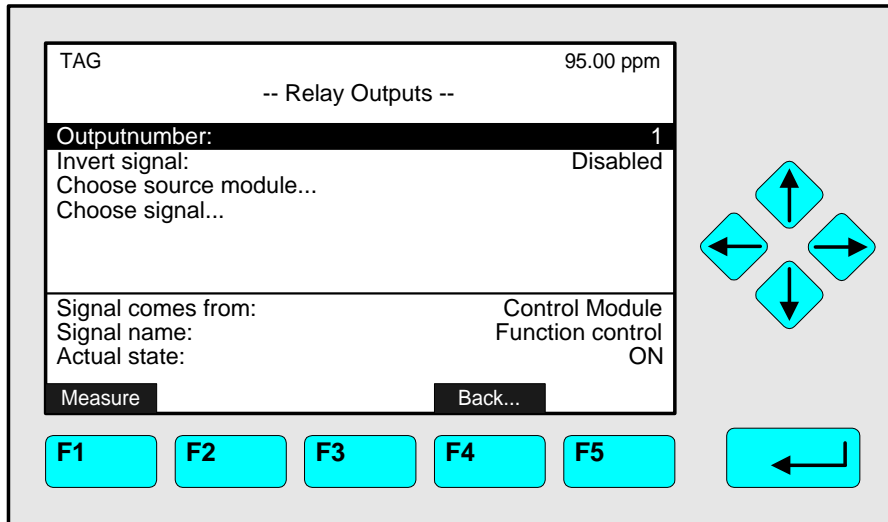 TAG 95.00 ppm
-- Relay Outputs --
Outputnumber: 1
Invert signal: Disabled
Choose source module...
Choose signal...
Signal comes from: Control Module
Signal name: Function control
Actual state: ON
Measure Back...
F1 F2 F3 F4 F5